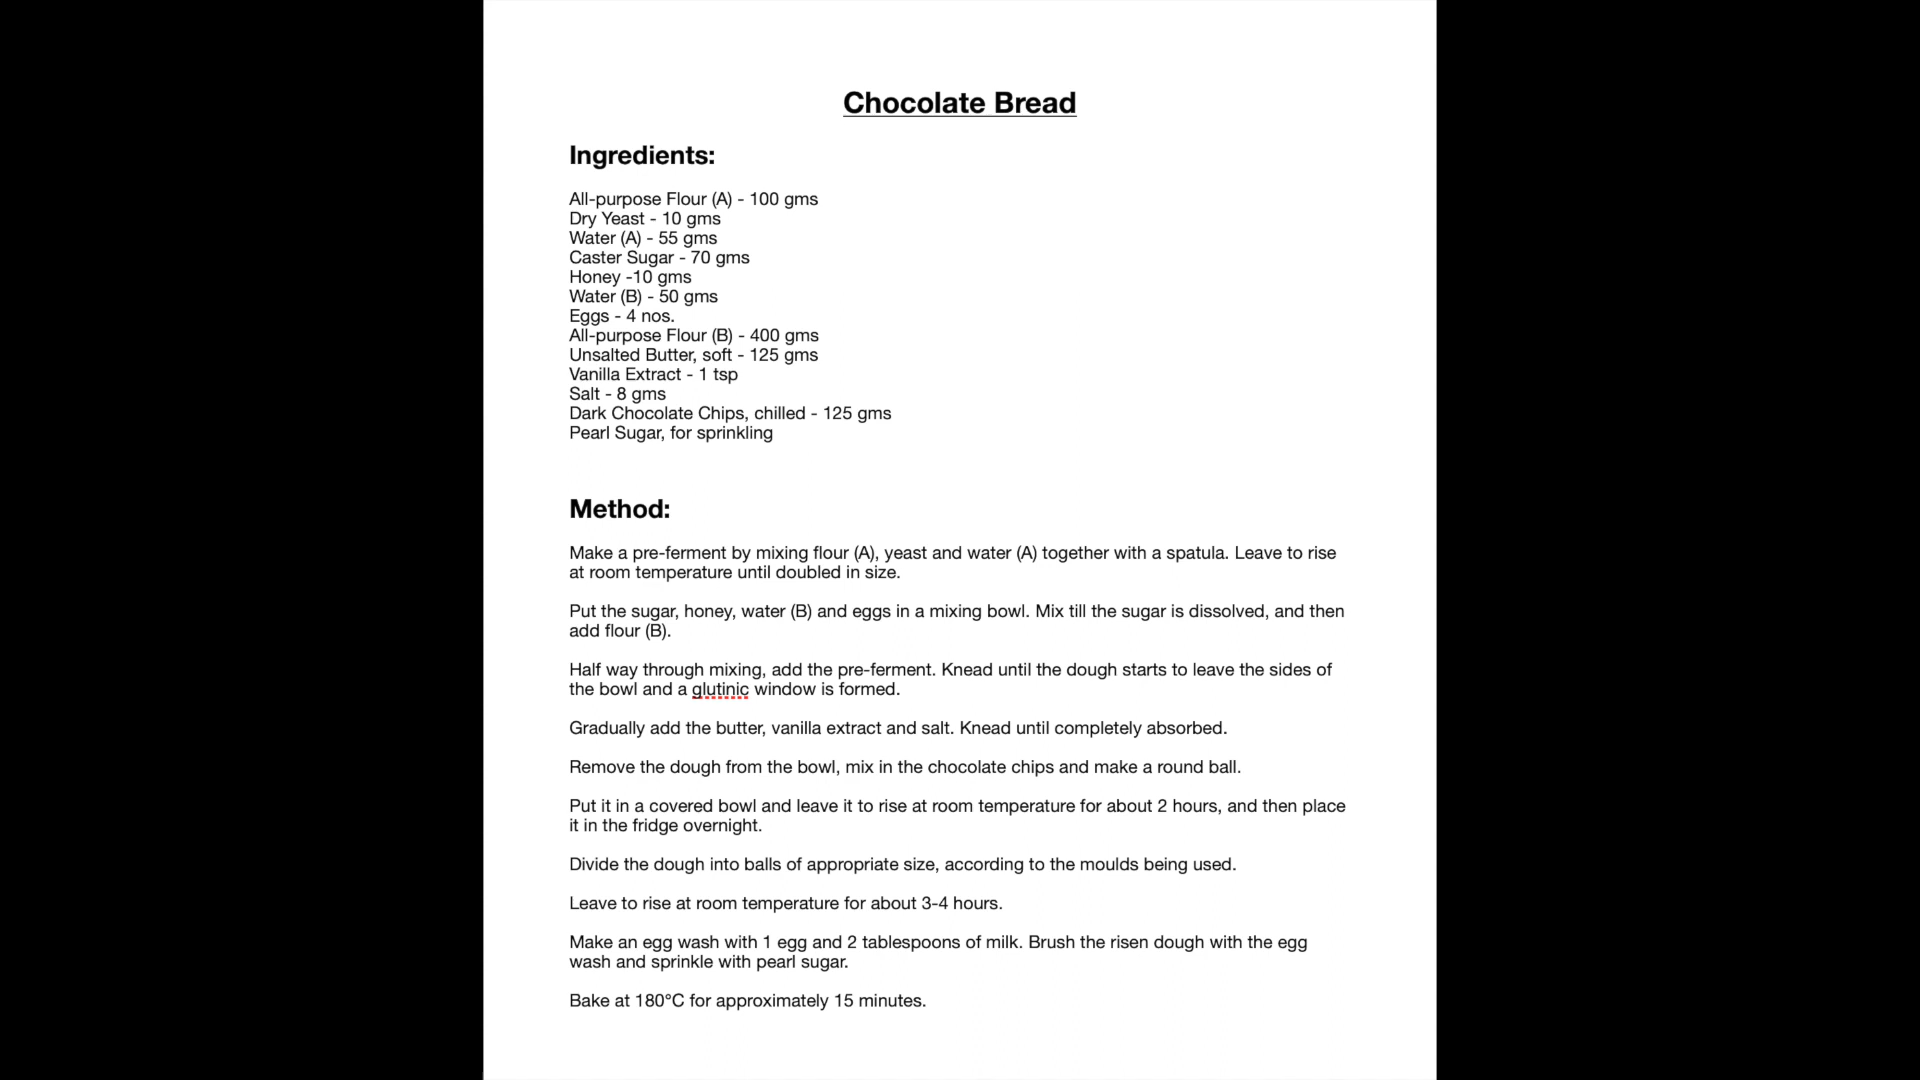 Chocolate Bread
Ingredients:
All-purpose Flour (A) - 100 gms
Dry Yeast - 10 gms
Water (A) - 55 gms
Caster Sugar - 70 gms
Honey -10 gms
Water (B) - 50 gms
Eggs - 4 nos.
All-purpose Flour (B) - 400 gms
Unsalted Butter, soft - 125 gms
Vanilla Extract - 1 tsp
Salt - 8 gms
Dark Chocolate Chips, chilled - 125 gms
Pearl Sugar, for sprinkling
Method:
Make a pre-ferment by mixing flour (A), yeast and water (A) together with a spatula. Leave to rise
at room temperature until doubled in size.
Put the sugar, honey, water (B) and eggs in a mixing bowl. Mix till the sugar is dissolved, and then
add flour (B).
Half way through mixing, add the pre-ferment. Knead until the dough starts to leave the sides of
the bowl and a glutinic window is formed.
Gradually add the butter, vanilla extract and salt. Knead until completely absorbed.
Remove the dough from the bowl, mix in the chocolate chips and make a round ball.
Put it in a covered bowl and leave it to rise at room temperature for about 2 hours, and then place
it in the fridge overnight.
Divide the dough into balls of appropriate size, according to the moulds being used.
Leave to rise at room temperature for about 3-4 hours.
Make an egg wash with 1 egg and 2 tablespoons of milk. Brush the risen dough with the egg
wash and sprinkle with pearl sugar.
Bake at 180°C for approximately 15 minutes.